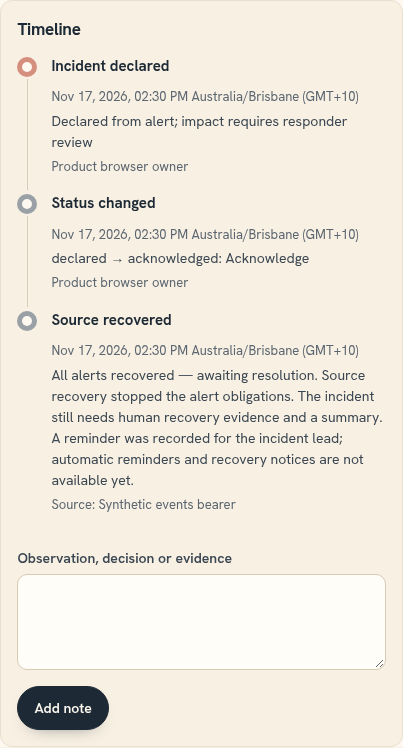 Timeline
Incident declared
Nov 17, 2026, 02:30 PM Australia/Brisbane (GMT+10)
Declared from alert; impact requires responder
review
Product browser owner
Status changed
Nov 17, 2026, 02:30 PM Australia/Brisbane (GMT+10)
declared → acknowledged: Acknowledge
Product browser owner
Source recovered
Nov 17, 2026, 02:30 PM Australia/Brisbane (GMT+10)
All alerts recovered — awaiting resolution. Source
recovery stopped the alert obligations. The incident
still needs human recovery evidence and a summary.
A reminder was recorded for the incident lead;
automatic reminders and recovery notices are not
available yet.
Source: Synthetic events bearer
Observation, decision or evidence
Add note